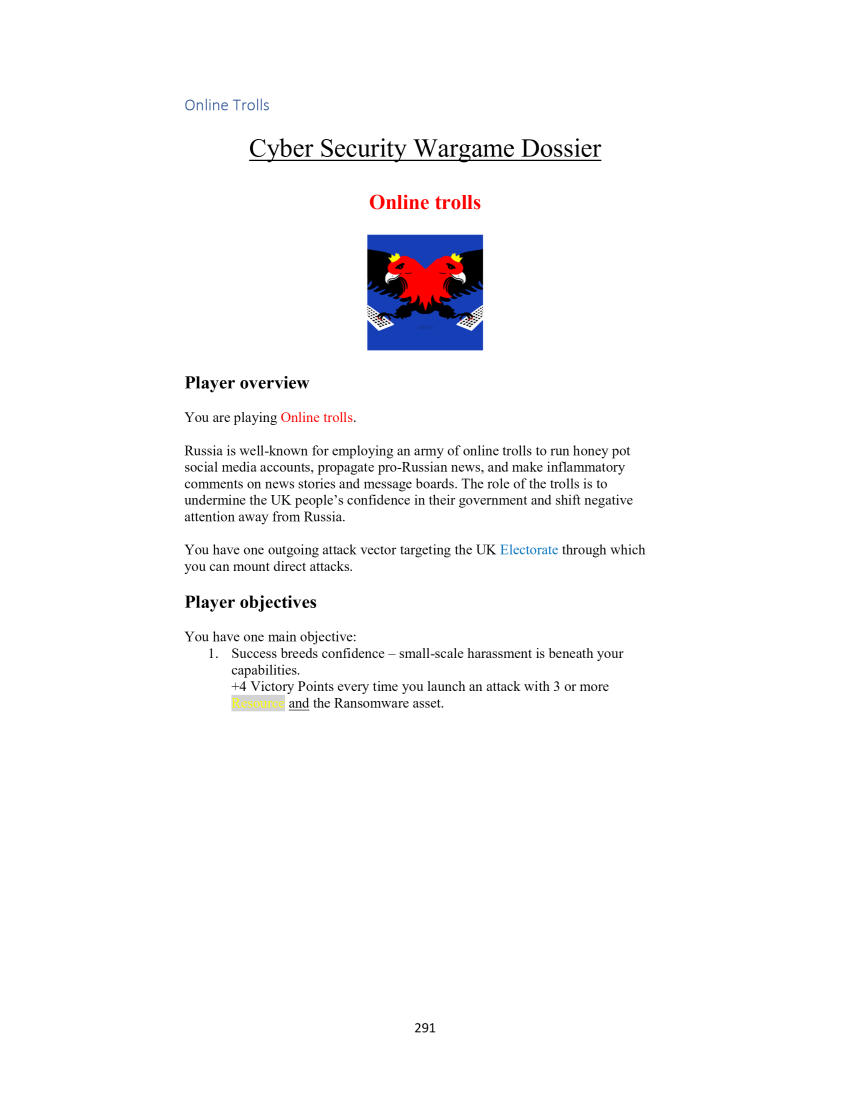 Online Trolls
Cyber Security Wargame Dossier
Online trolls
Player overview
You are playing Online trolls.
Russia is well-known for employing an army of online trolls to run honey pot
social media accounts, propagate pro-Russian news, and make inflammatory
comments on news stories and message boards. The role of the trolls is to
undermine the UK people’s confidence in their government and shift negative
attention away from Russia.
You have one outgoing attack vector targeting the UK Electorate through which
you can mount direct attacks.
Player objectives
You have one main objective:
1. Success breeds confidence – small-scale harassment is beneath your
capabilities.
+4 Victory Points every time you launch an attack with 3 or more
Resource and the Ransomware asset.
291